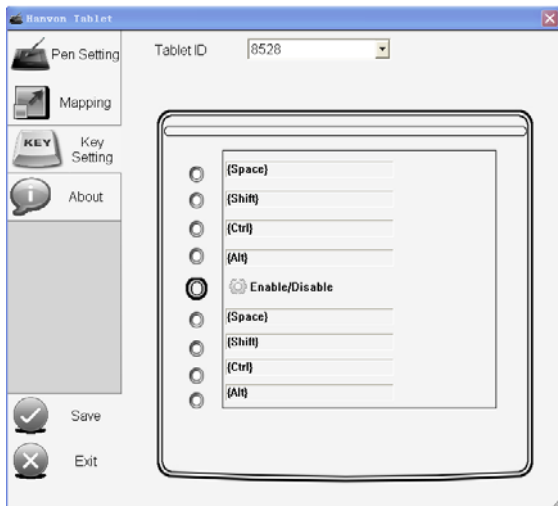 Hanvon Tablet
Pen Setting
Mapping
KEY
Key
Setting
About
Save
Exit
Tablet ID
8528
{Space}
{Shift}
{Ctrl}
{Alt}
Enable/Disable
{Space}
{Shift}
{Ctrl}
{Alt}